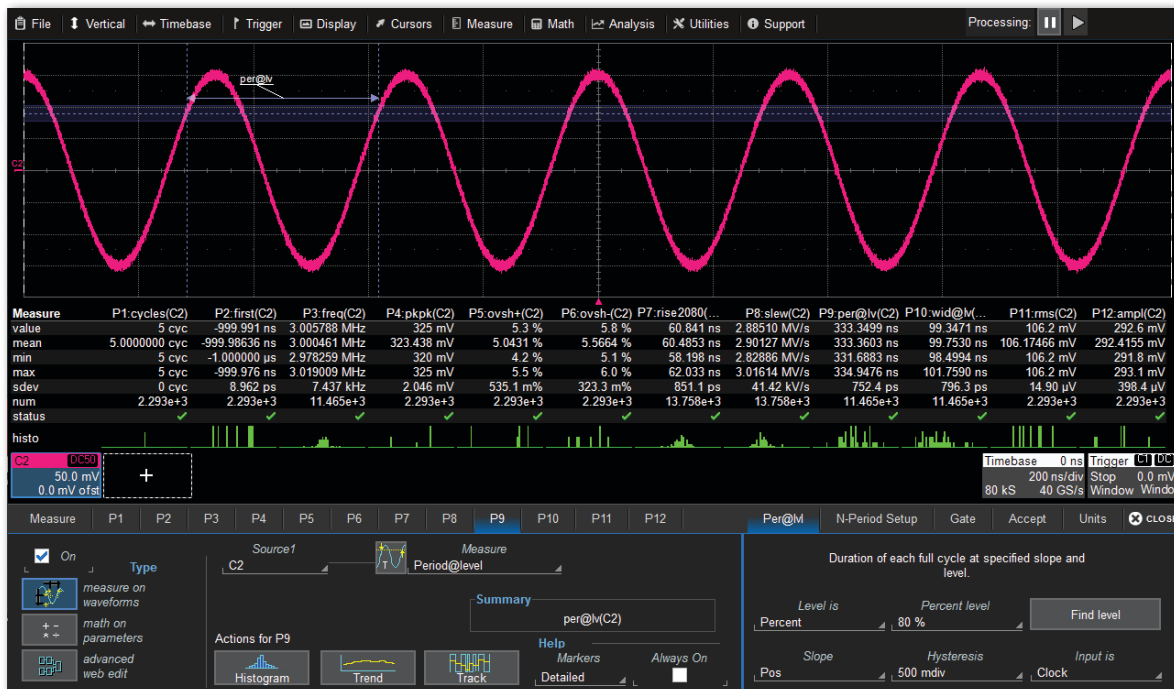 File Vertical Timebase Trigger Display Cursors Measure Math Analysis Utilities Support Processing:
per@lv
C2
Measure P1:cycles(C2) P2:first(C2) P3:freq(C2) P4:pkpk(C2) P5:ovsh+(C2) P6:ovsh-(C2) P7:rise2080(... P8:slew(C2) P9:per@lv(C2) P10:wid@lv(... P11:rms(C2) P12:ampl(C2)
value 5 cyc -999.991 ns 3.005788 MHz 325 mV 5.3 % 5.8 % 60.841 ns 2.88510 MV/s 333.3499 ns 99.3471 ns 106.2 mV 292.6 mV
mean 5.0000000 cyc -999.98636 ns 3.000461 MHz 323.438 mV 5.0431 % 5.5664 % 60.4853 ns 2.90127 MV/s 333.3603 ns 99.7530 ns 106.17466 mV 292.4155 mV
min 5 cyc -1.000000 µs 2.978259 MHz 320 mV 4.2 % 5.1 % 58.198 ns 2.82886 MV/s 331.6883 ns 98.4994 ns 106.2 mV 291.8 mV
max 5 cyc -999.976 ns 3.019009 MHz 325 mV 5.5 % 6.0 % 62.033 ns 3.01614 MV/s 334.9476 ns 101.7590 ns 106.2 mV 293.1 mV
sdev 0 cyc 8.962 ps 7.437 kHz 2.046 mV 535.1 m% 323.3 m% 851.1 ps 41.42 kV/s 752.4 ps 796.3 ps 14.90 µV 398.4 µV
num 2.293e+3 2.293e+3 11.465e+3 2.293e+3 2.293e+3 2.293e+3 13.758e+3 13.758e+3 11.465e+3 11.465e+3 2.293e+3 2.293e+3
status
histo
C2 DC50
50.0 mV
0.0 mV ofst
+
Timebase 0 ns
200 ns/div
80 kS 40 GS/s
Trigger C1 DC
Stop 0.0 mV
Window Windo
Measure P1 P2 P3 P4 P5 P6 P7 P8 P9 P10 P11 P12 Per@lvl N-Period Setup Gate Accept Units CLOSE
On
Type
measure on
waveforms
math on
parameters
advanced
web edit
Source1
C2
Measure
Period@level
Summary
per@lv(C2)
Actions for P9
Histogram
Trend
Track
Help
Markers
Detailed
Always On
Duration of each full cycle at specified slope and
level.
Level is
Percent
Percent level
80 %
Find level
Slope
Pos
Hysteresis
500 mdiv
Input is
Clock